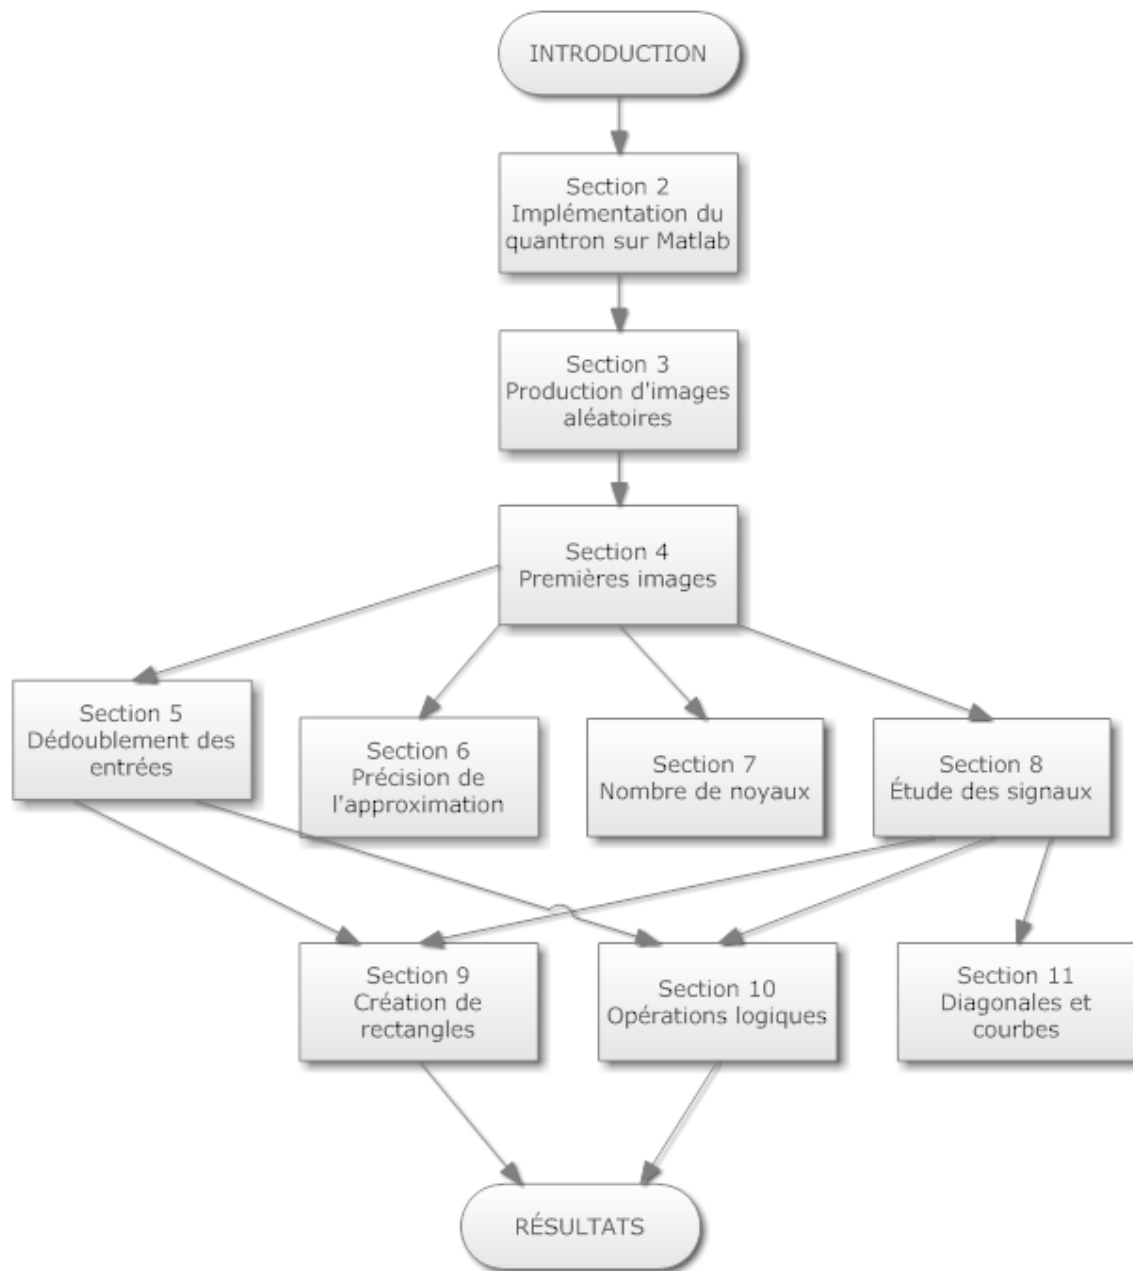 INTRODUCTION
Section 2
Implémentation du
quantron sur Matlab
Section 3
Production d'images
aléatoires
Section 4
Premières images
Section 5
Dédoublement des
entrées
Section 6
Précision de
l'approximation
Section 7
Nombre de noyaux
Section 8
Étude des signaux
Section 9
Création de
rectangles
Section 10
Opérations logiques
Section 11
Diagonales et
courbes
RÉSULTATS